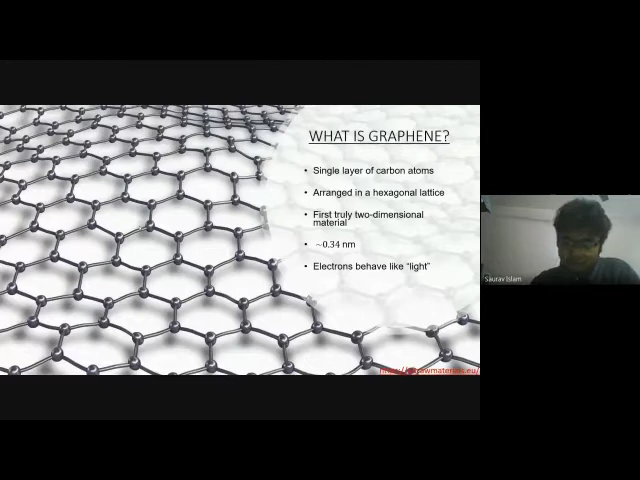 WHAT IS GRAPHENE?
• Single layer of carbon atoms
• Arranged in a hexagonal lattice
• First truly two-dimensional
material
• ~0.34 nm
• Electrons behave like "light"
Saurav Islam